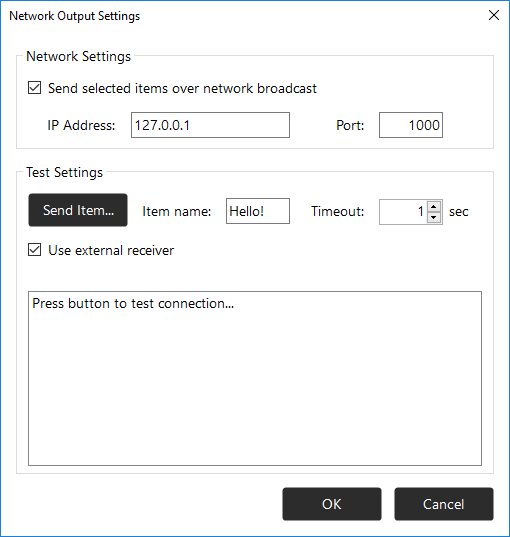 Network Output Settings
Network Settings
Send selected items over network broadcast
IP Address: 127.0.0.1 Port: 1000
Test Settings
Send Item... Item name: Hello! Timeout: 1 sec
Use external receiver
Press button to test connection...
OK Cancel